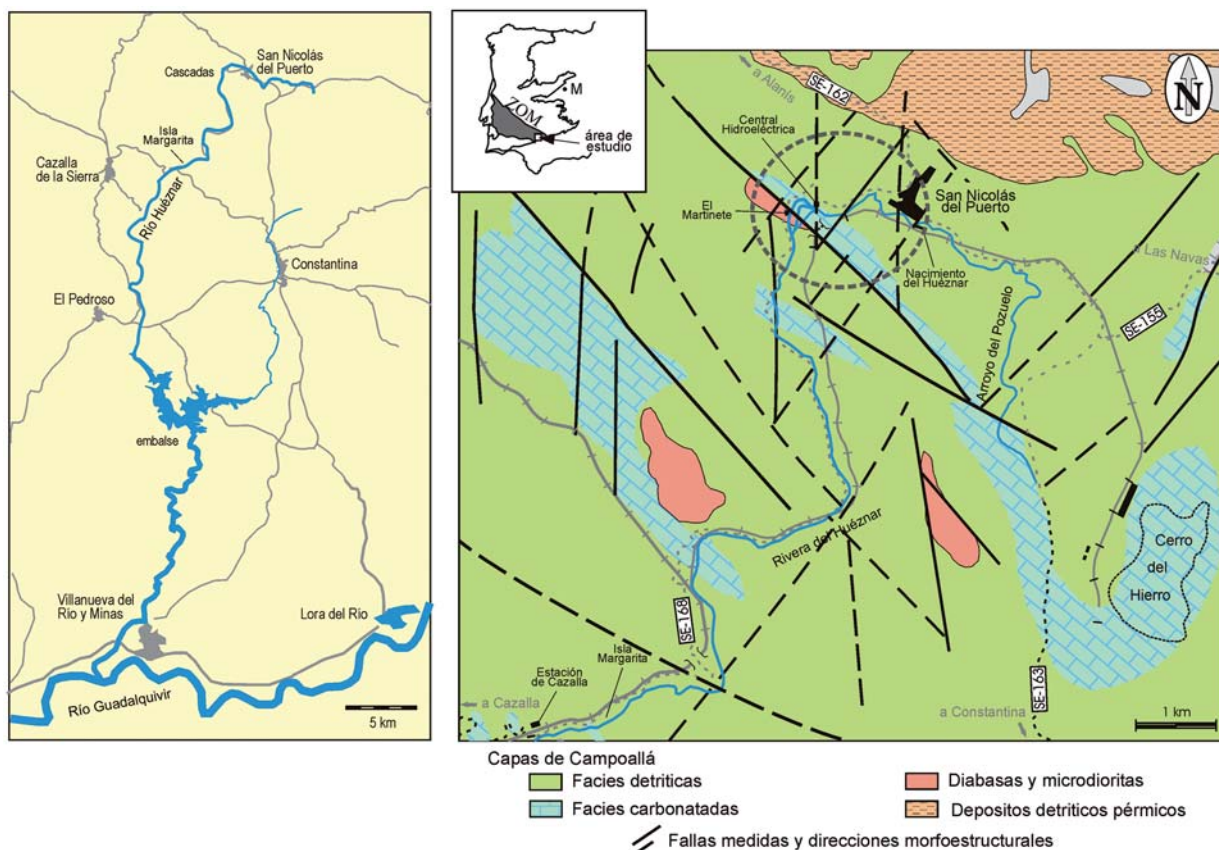 San Nicolás
del Puerto
Cascadas
Isla
Margarita
Cazalla
de la Sierra
Río Huéznar
Constantina
El Pedroso
embalse
Villanueva del
Río y Minas
Lora del Río
Río Guadalquivir
5 km
M
ZOM
área de
estudio
a Alanís
SE-162
N
Central
Hidroeléctrica
San Nicolás
del Puerto
El
Martinete
Nacimiento
del Huéznar
a Las Navas
SE-155
Arroyo del Pozuelo
Rivera del Huéznar
Cerro
del
Hierro
SE-168
Isla
Margarita
Estación
de Cazalla
a Cazalla
SE-163
a Constantina
1 km
Capas de Campoallá
Facies detríticas
Facies carbonatadas
Diabasas y microdioritas
Depositos detríticos pérmicos
Fallas medidas y direcciones morfoestructurales